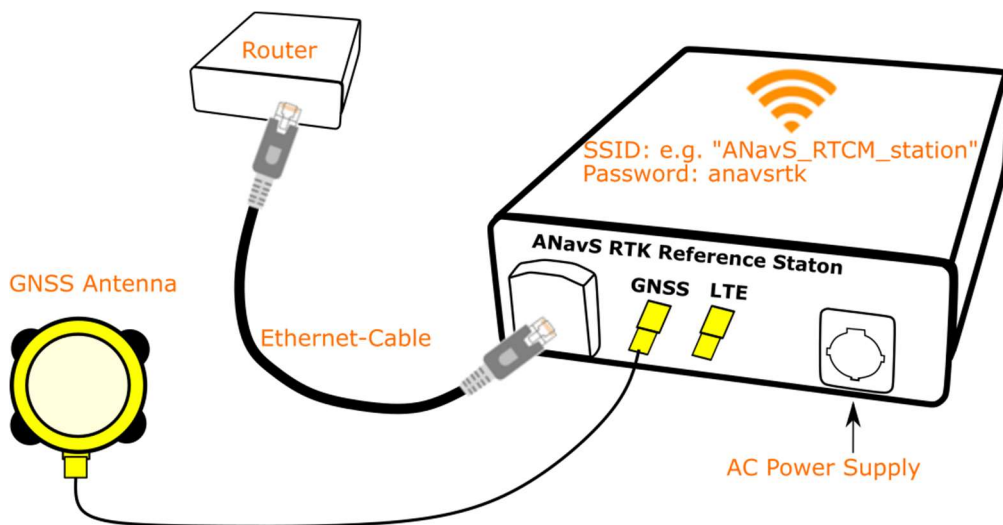 Router
SSID: e.g. "ANavS_RTCM_station"
Password: anavsrtk
ANavS RTK Reference Staton
GNSS LTE
GNSS Antenna
Ethernet-Cable
AC Power Supply